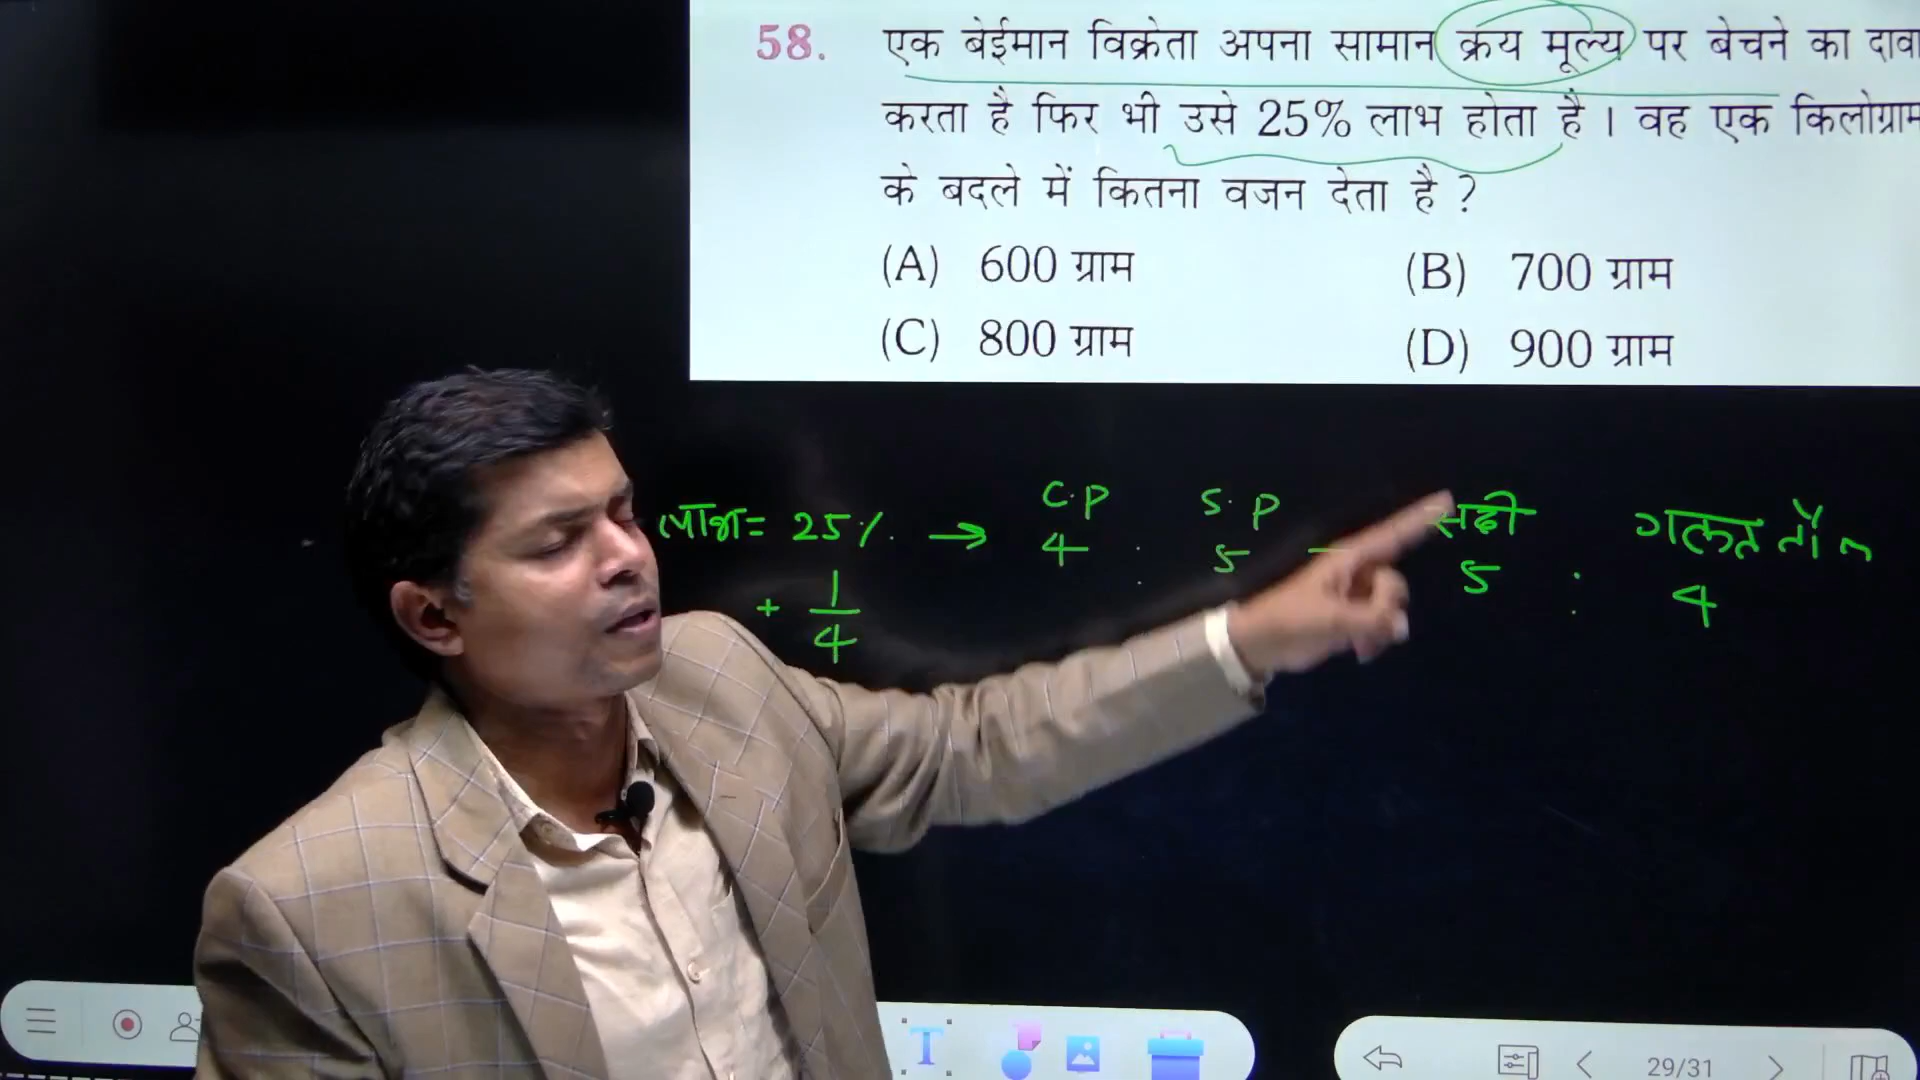 58. एक बेईमान विक्रेता अपना सामान क्रय मूल्य पर बेचने का दावा
करता है फिर भी उसे 25% लाभ होता है । वह एक किलोग्राम
के बदले में कितना वजन देता है ?
(A) 600 ग्राम (B) 700 ग्राम
(C) 800 ग्राम (D) 900 ग्राम
लाभ = 25% → C.P : S.P सही : गलत तौल
4 : 5 5 : 4
+ 1/4
T
29/31